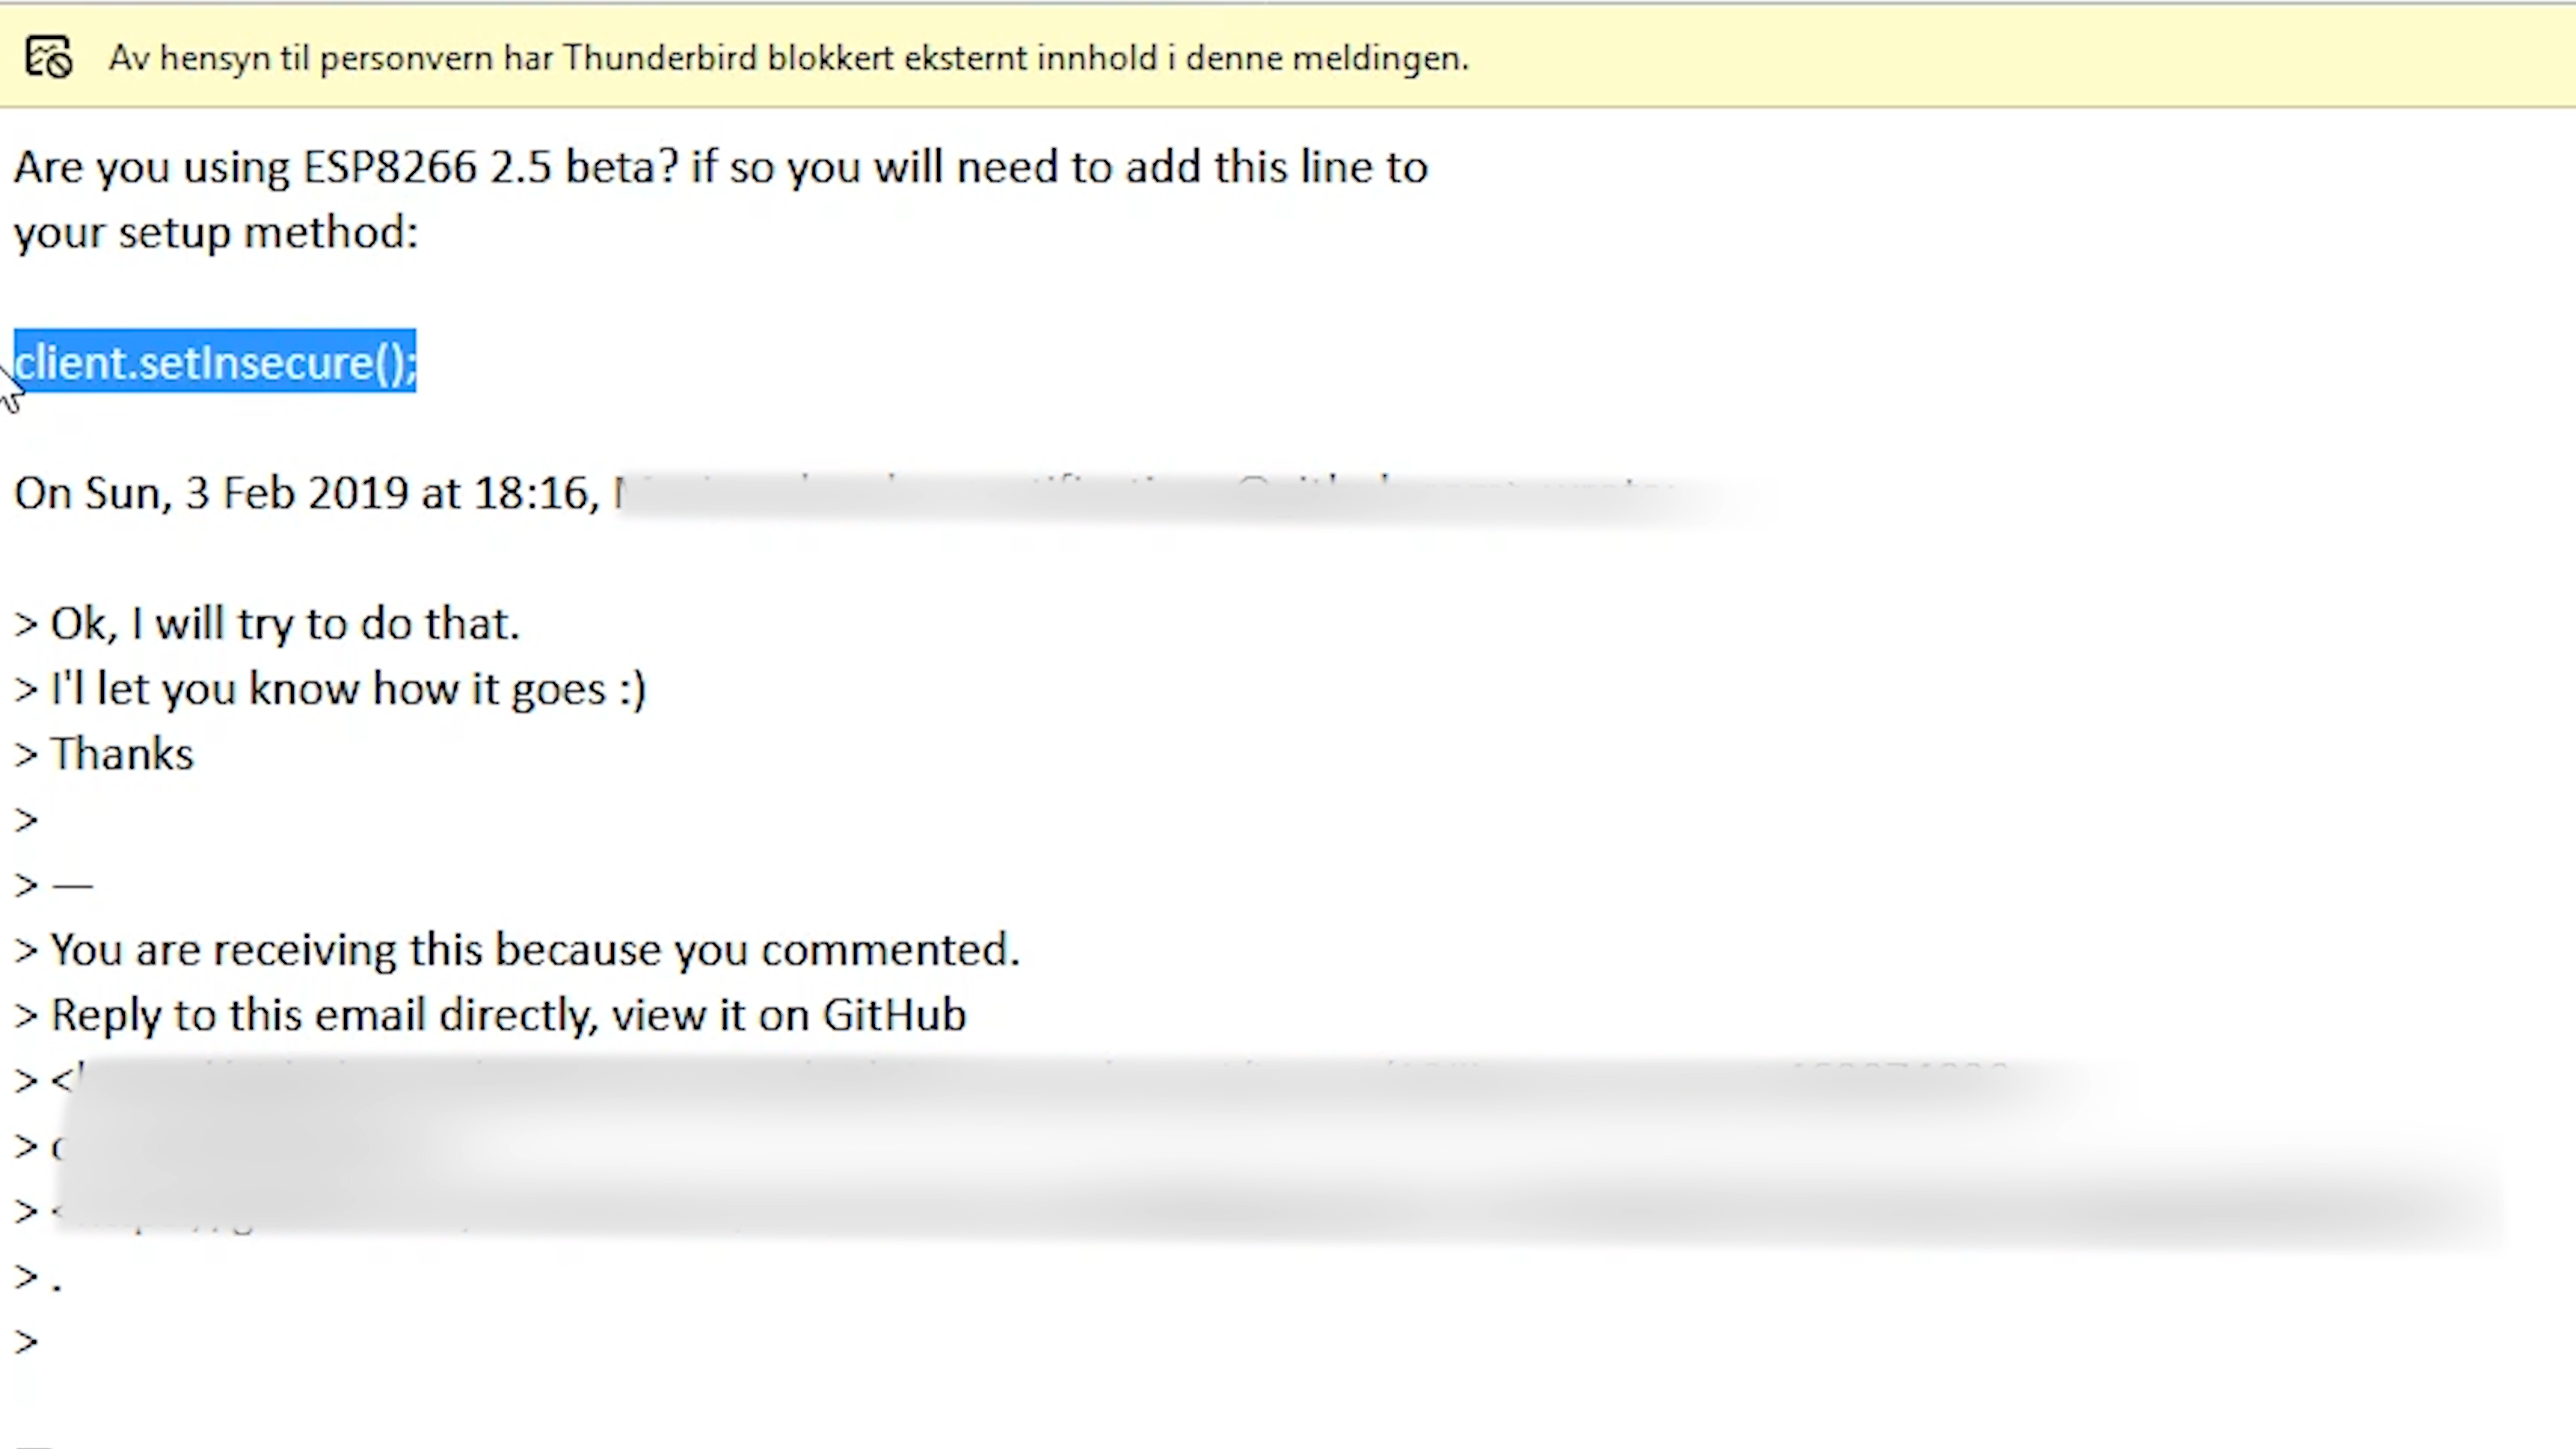 Av hensyn til personvern har Thunderbird blokkert eksternt innhold i denne meldingen.
Are you using ESP8266 2.5 beta? if so you will need to add this line to
your setup method:
client.setInsecure();
On Sun, 3 Feb 2019 at 18:16,
> Ok, I will try to do that.
> I'l let you know how it goes :)
> Thanks
>
> —
> You are receiving this because you commented.
> Reply to this email directly, view it on GitHub
> <
>
> <
> .
>